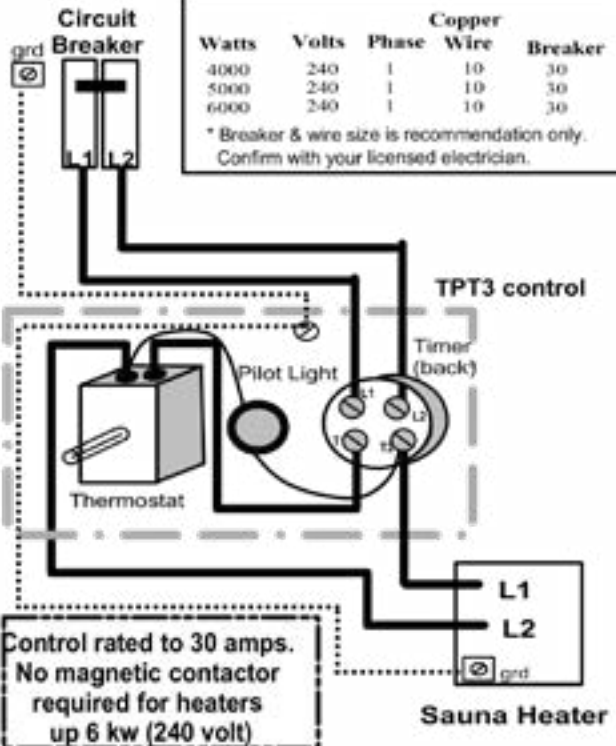 Circuit
Breaker
grd
L1 L2
Copper
Watts Volts Phase Wire Breaker
4000 240 1 10 30
5000 240 1 10 30
6000 240 1 10 30
* Breaker & wire size is recommendation only.
Confirm with your licensed electrician.
TPT3 control
Timer
(back)
Pilot Light
L1
L2
T1
T2
Thermostat
L1
L2
grd
Sauna Heater
Control rated to 30 amps.
No magnetic contactor
required for heaters
up 6 kw (240 volt)